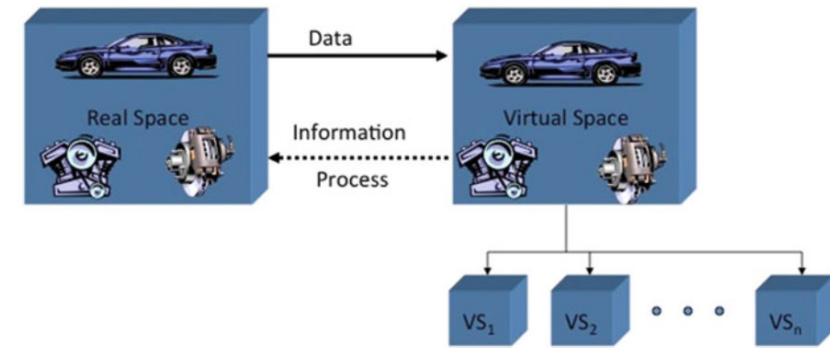 Data
Real Space
Virtual Space
Information
Process
VS₁
VS₂
VSₙ